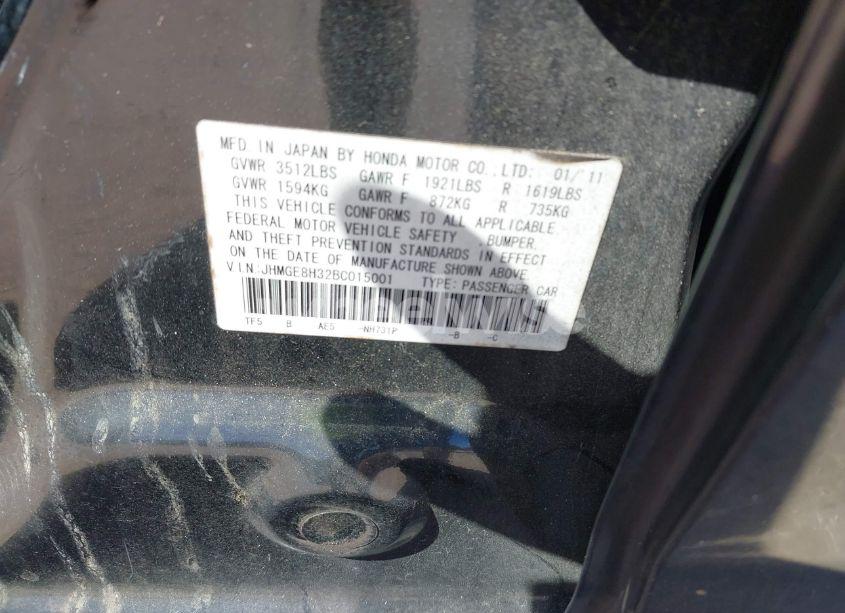 MFD. IN JAPAN BY HONDA MOTOR CO., LTD. 01/'11
GVWR 3512LBS GAWR F 1921LBS R 1619LBS
GVWR 1594KG GAWR F 872KG R 735KG
THIS VEHICLE CONFORMS TO ALL APPLICABLE
FEDERAL MOTOR VEHICLE SAFETY , BUMPER,
AND THEFT PREVENTION STANDARDS IN EFFECT
ON THE DATE OF MANUFACTURE SHOWN ABOVE.
V.I.N:JHMGE8H32BC015001 TYPE: PASSENGER CAR
TF5 B AE5 -NH731P -B -C